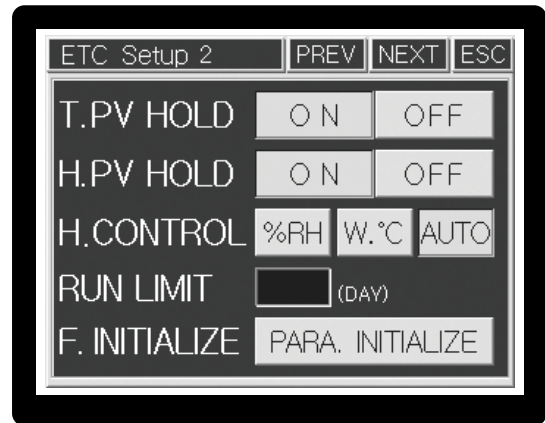 ETC Setup 2 PREV NEXT ESC
T.PV HOLD ON OFF
H.PV HOLD ON OFF
H.CONTROL %RH W.℃ AUTO
RUN LIMIT (DAY)
F. INITIALIZE PARA. INITIALIZE